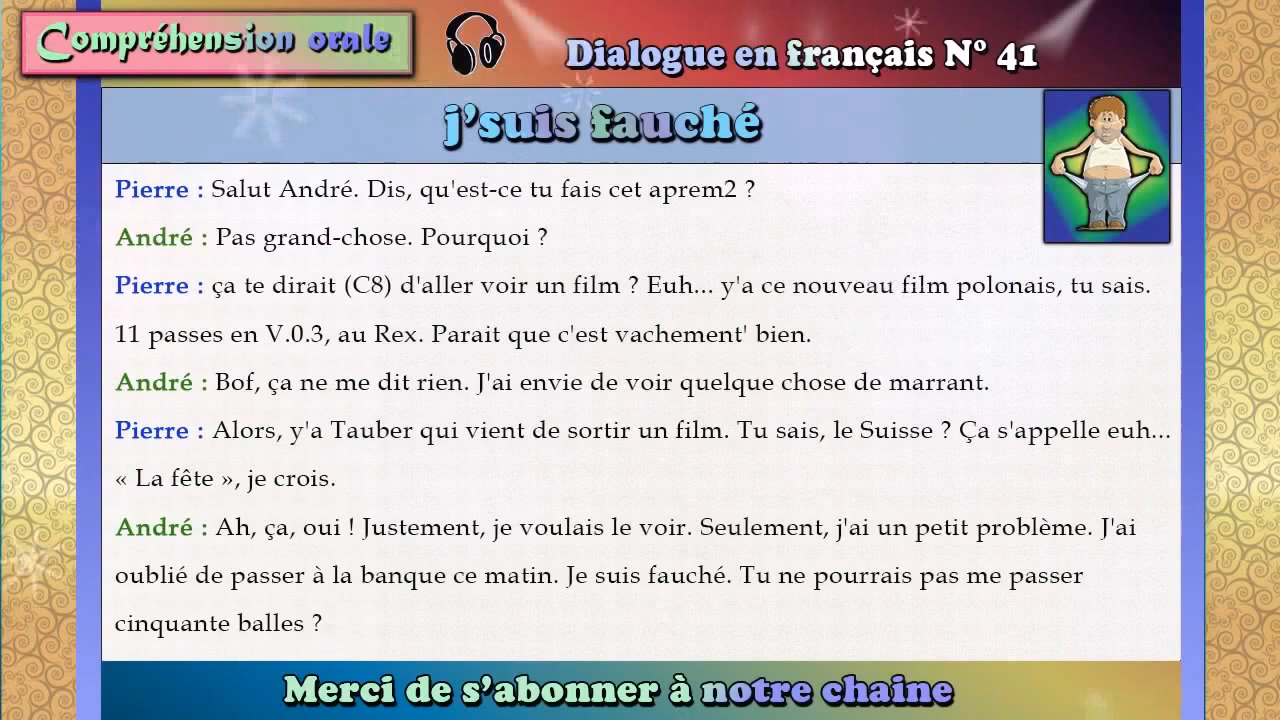 Compréhension orale
Dialogue en français N° 41
j'suis fauché
Pierre : Salut André. Dis, qu'est-ce tu fais cet aprem2 ?
André : Pas grand-chose. Pourquoi ?
Pierre : ça te dirait (C8) d'aller voir un film ? Euh... y'a ce nouveau film polonais, tu sais.
11 passes en V.0.3, au Rex. Parait que c'est vachement' bien.
André : Bof, ça ne me dit rien. J'ai envie de voir quelque chose de marrant.
Pierre : Alors, y'a Tauber qui vient de sortir un film. Tu sais, le Suisse ? Ça s'appelle euh...
« La fête », je crois.
André : Ah, ça, oui ! Justement, je voulais le voir. Seulement, j'ai un petit problème. J'ai
oublié de passer à la banque ce matin. Je suis fauché. Tu ne pourrais pas me passer
cinquante balles ?
Merci de s'abonner à notre chaine